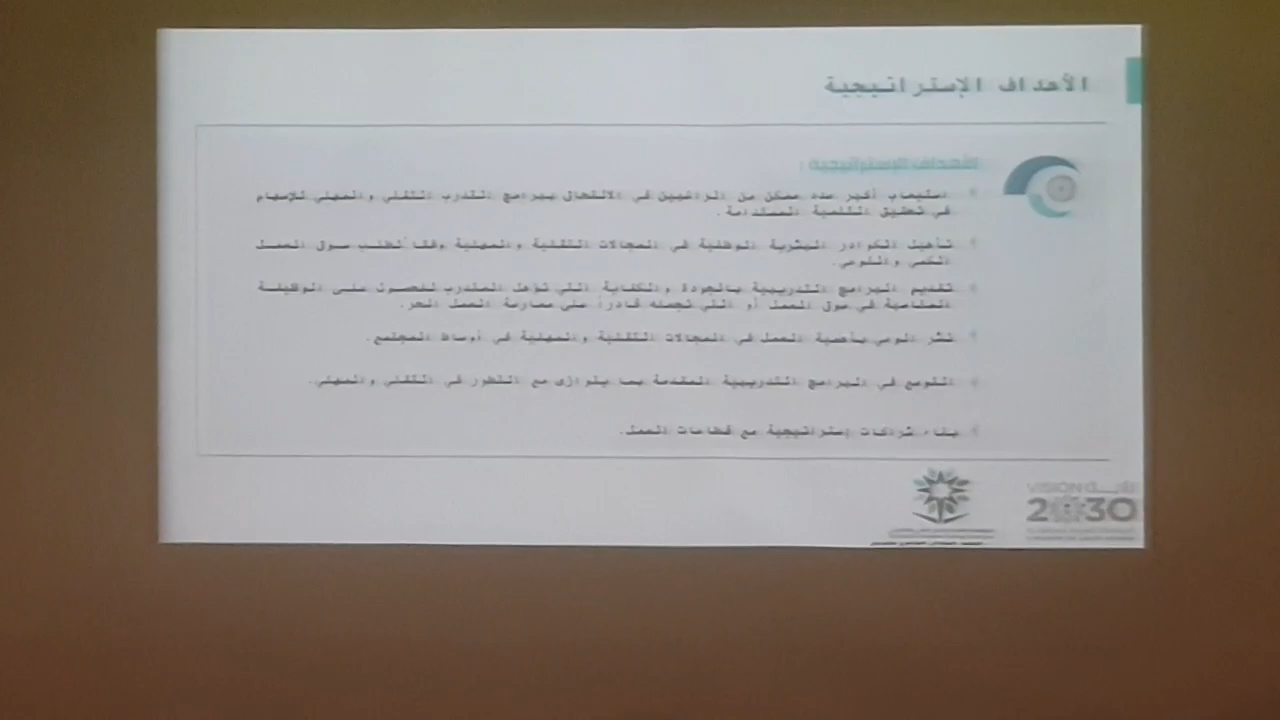 الأهداف الإستراتيجية
الأهداف الإستراتيجية :
استيعاب أكبر عدد ممكن من الراغبين في الالتحاق ببرامج التدرب التقني والمهني للإسهام
في تحقيق التنمية المستدامة.
تأهيل الكوادر البشرية الوطنية في المجالات التقنية والمهنية وفقاً لطلب سوق العمل
الكمي والنوعي.
تقديم البرامج التدريبية بالجودة والكفاية التي تؤهل المتدرب للحصول على الوظيفة
المناسبة في سوق العمل أو التي تجعله قادراً على ممارسة العمل الحر.
نشر الوعي بأهمية العمل في المجالات التقنية والمهنية في أوساط المجتمع.
التنوع في البرامج التدريبية المقدمة بما يتوازى مع التطور في التقني والمهني.
بناء شراكات إستراتيجية مع قطاعات العمل.
VISION رؤيــة
2030